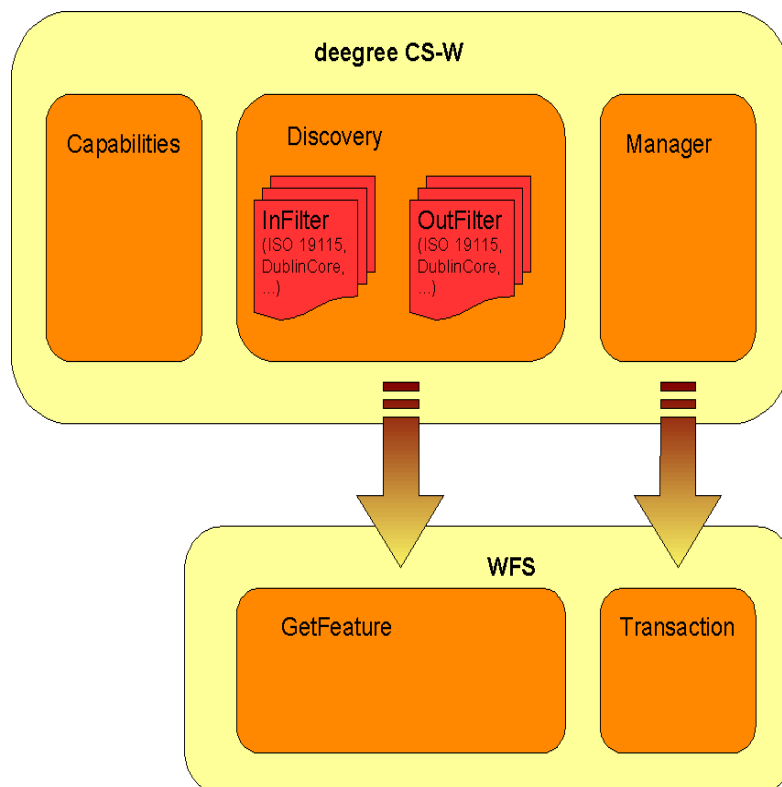 deegree CS-W
Capabilities
Discovery
Manager
InFilter
(ISO 19115,
DublinCore,
...)
OutFilter
(ISO 19115,
DublinCore,
...)
WFS
GetFeature
Transaction